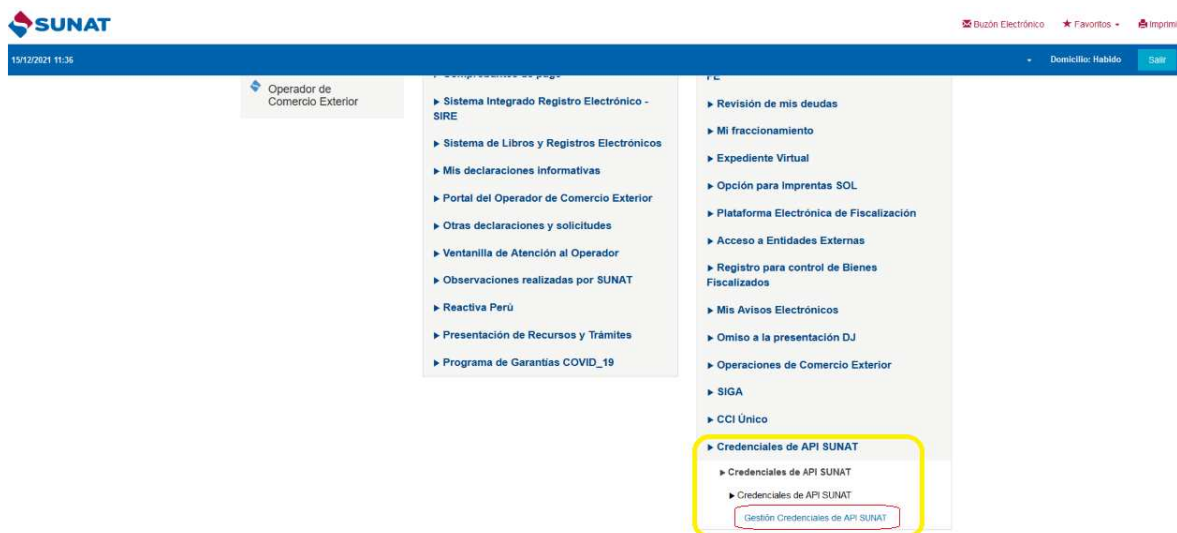 SUNAT
Buzón Electrónico
Favoritos
Imprimi
15/12/2021 11:36
Domicilio: Habido
Salir
Operador de
Comercio Exterior
Comprobantes de pago
Sistema Integrado Registro Electrónico -
SIRE
Sistema de Libros y Registros Electrónicos
Mis declaraciones informativas
Portal del Operador de Comercio Exterior
Otras declaraciones y solicitudes
Ventanilla de Atención al Operador
Observaciones realizadas por SUNAT
Reactiva Perú
Presentación de Recursos y Trámites
Programa de Garantías COVID_19
FE
Revisión de mis deudas
Mi fraccionamiento
Expediente Virtual
Opción para Imprentas SOL
Plataforma Electrónica de Fiscalización
Acceso a Entidades Externas
Registro para control de Bienes
Fiscalizados
Mis Avisos Electrónicos
Omiso a la presentación DJ
Operaciones de Comercio Exterior
SIGA
CCI Único
Credenciales de API SUNAT
Credenciales de API SUNAT
Credenciales de API SUNAT
Gestión Credenciales de API SUNAT